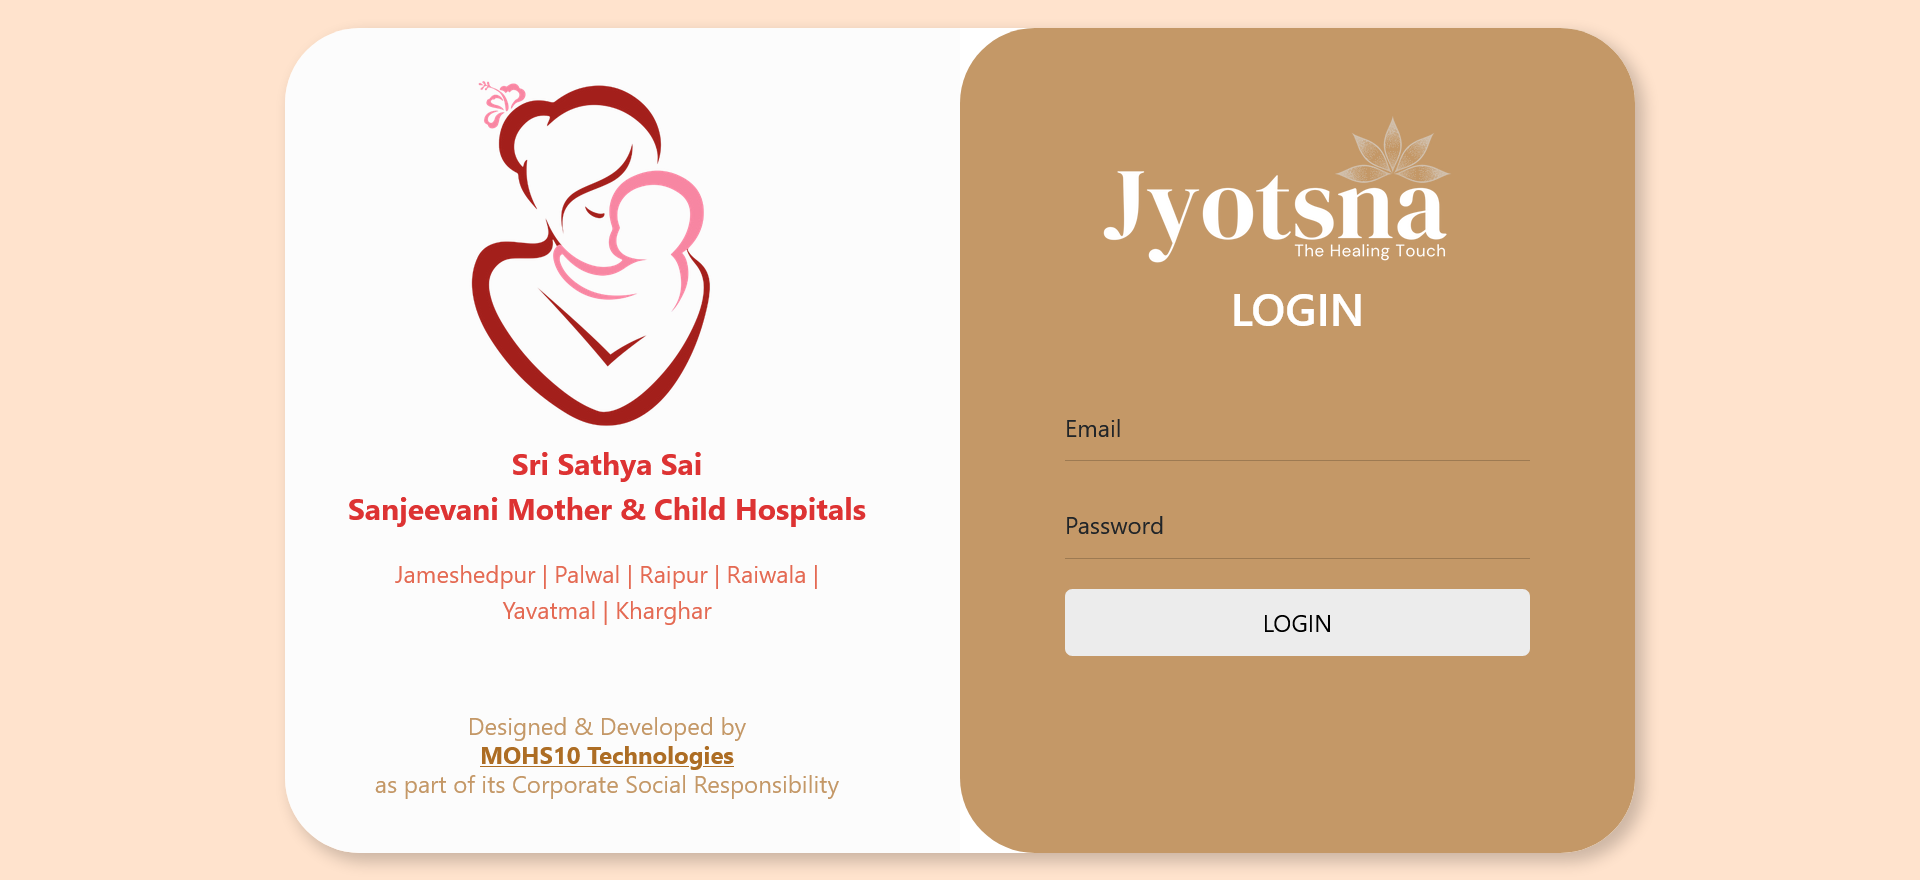 Sri Sathya Sai
Sanjeevani Mother & Child Hospitals
Jameshedpur | Palwal | Raipur | Raiwala |
Yavatmal | Kharghar
Designed & Developed by
MOHS10 Technologies
as part of its Corporate Social Responsibility
Jyotsna
The Healing Touch
LOGIN
Email
Password
LOGIN